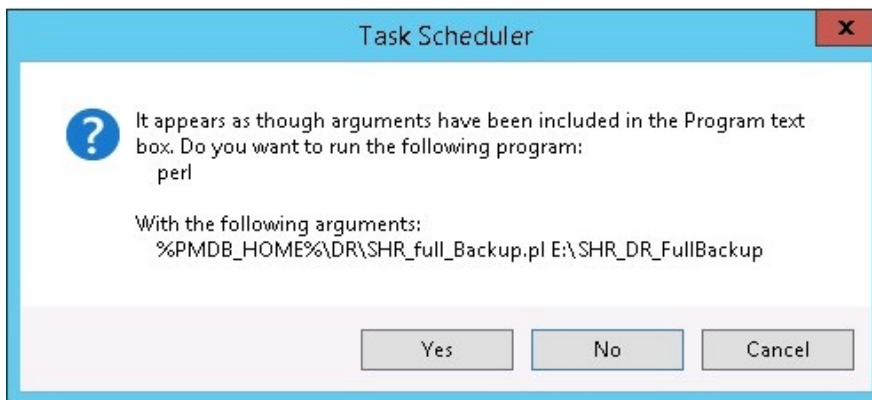 Task Scheduler
x
?
It appears as though arguments have been included in the Program text
box. Do you want to run the following program:
perl
With the following arguments:
%PMDB_HOME%\DR\SHR_full_Backup.pl E:\SHR_DR_FullBackup
Yes
No
Cancel